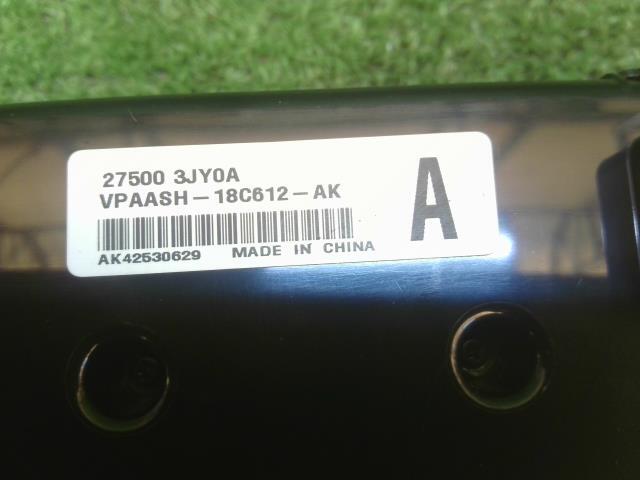 27500 3JY0A
VPAASH-18C612-AK
A
AK42530629 MADE IN CHINA